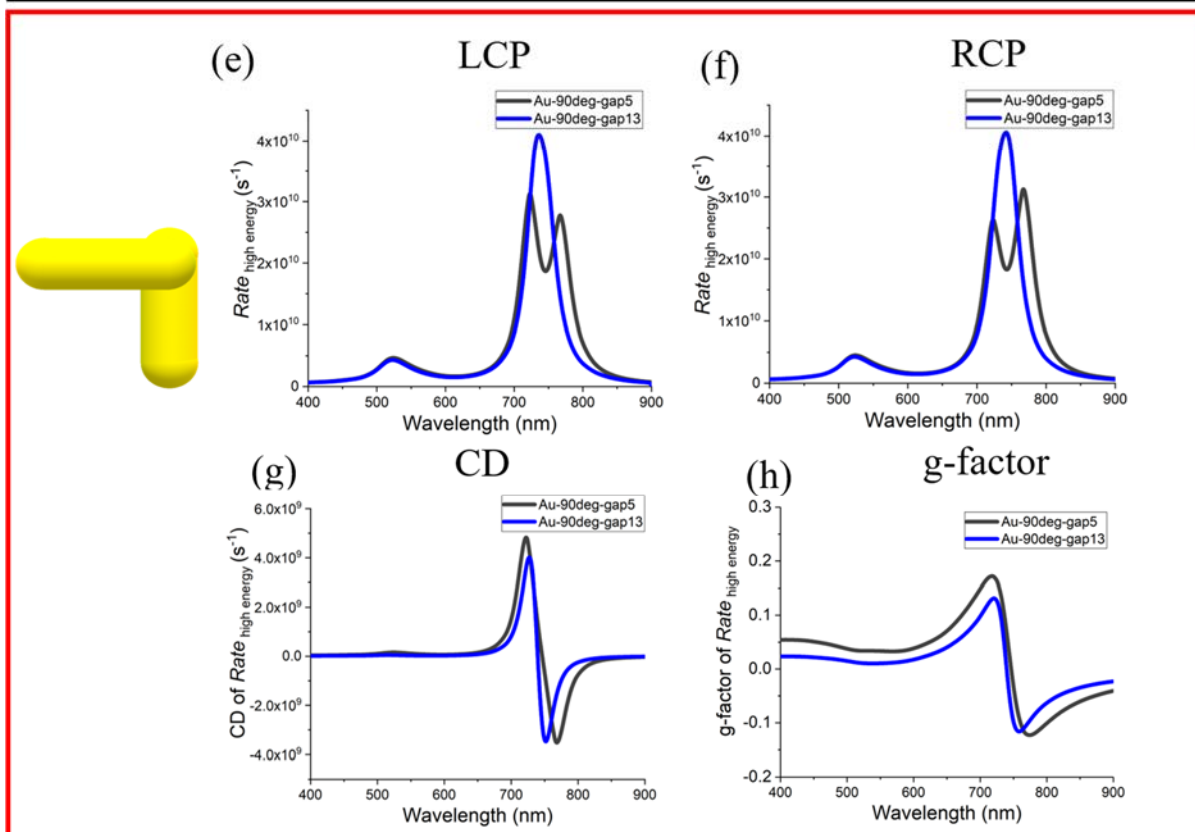 (e) LCP
Au-90deg-gap5
Au-90deg-gap13
4x10¹⁰
3x10¹⁰
2x10¹⁰
1x10¹⁰
0
Rate high energy (s⁻¹)
400 500 600 700 800 900
Wavelength (nm)
(f) RCP
Au-90deg-gap5
Au-90deg-gap13
4x10¹⁰
3x10¹⁰
2x10¹⁰
1x10¹⁰
0
Rate high energy (s⁻¹)
400 500 600 700 800 900
Wavelength (nm)
(g) CD
Au-90deg-gap5
Au-90deg-gap13
6.0x10⁹
4.0x10⁹
2.0x10⁹
0.0
-2.0x10⁹
-4.0x10⁹
CD of Rate high energy (s⁻¹)
400 500 600 700 800 900
Wavelength (nm)
(h) g-factor
Au-90deg-gap5
Au-90deg-gap13
0.3
0.2
0.1
0.0
-0.1
-0.2
g-factor of Rate high energy
400 500 600 700 800 900
Wavelength (nm)